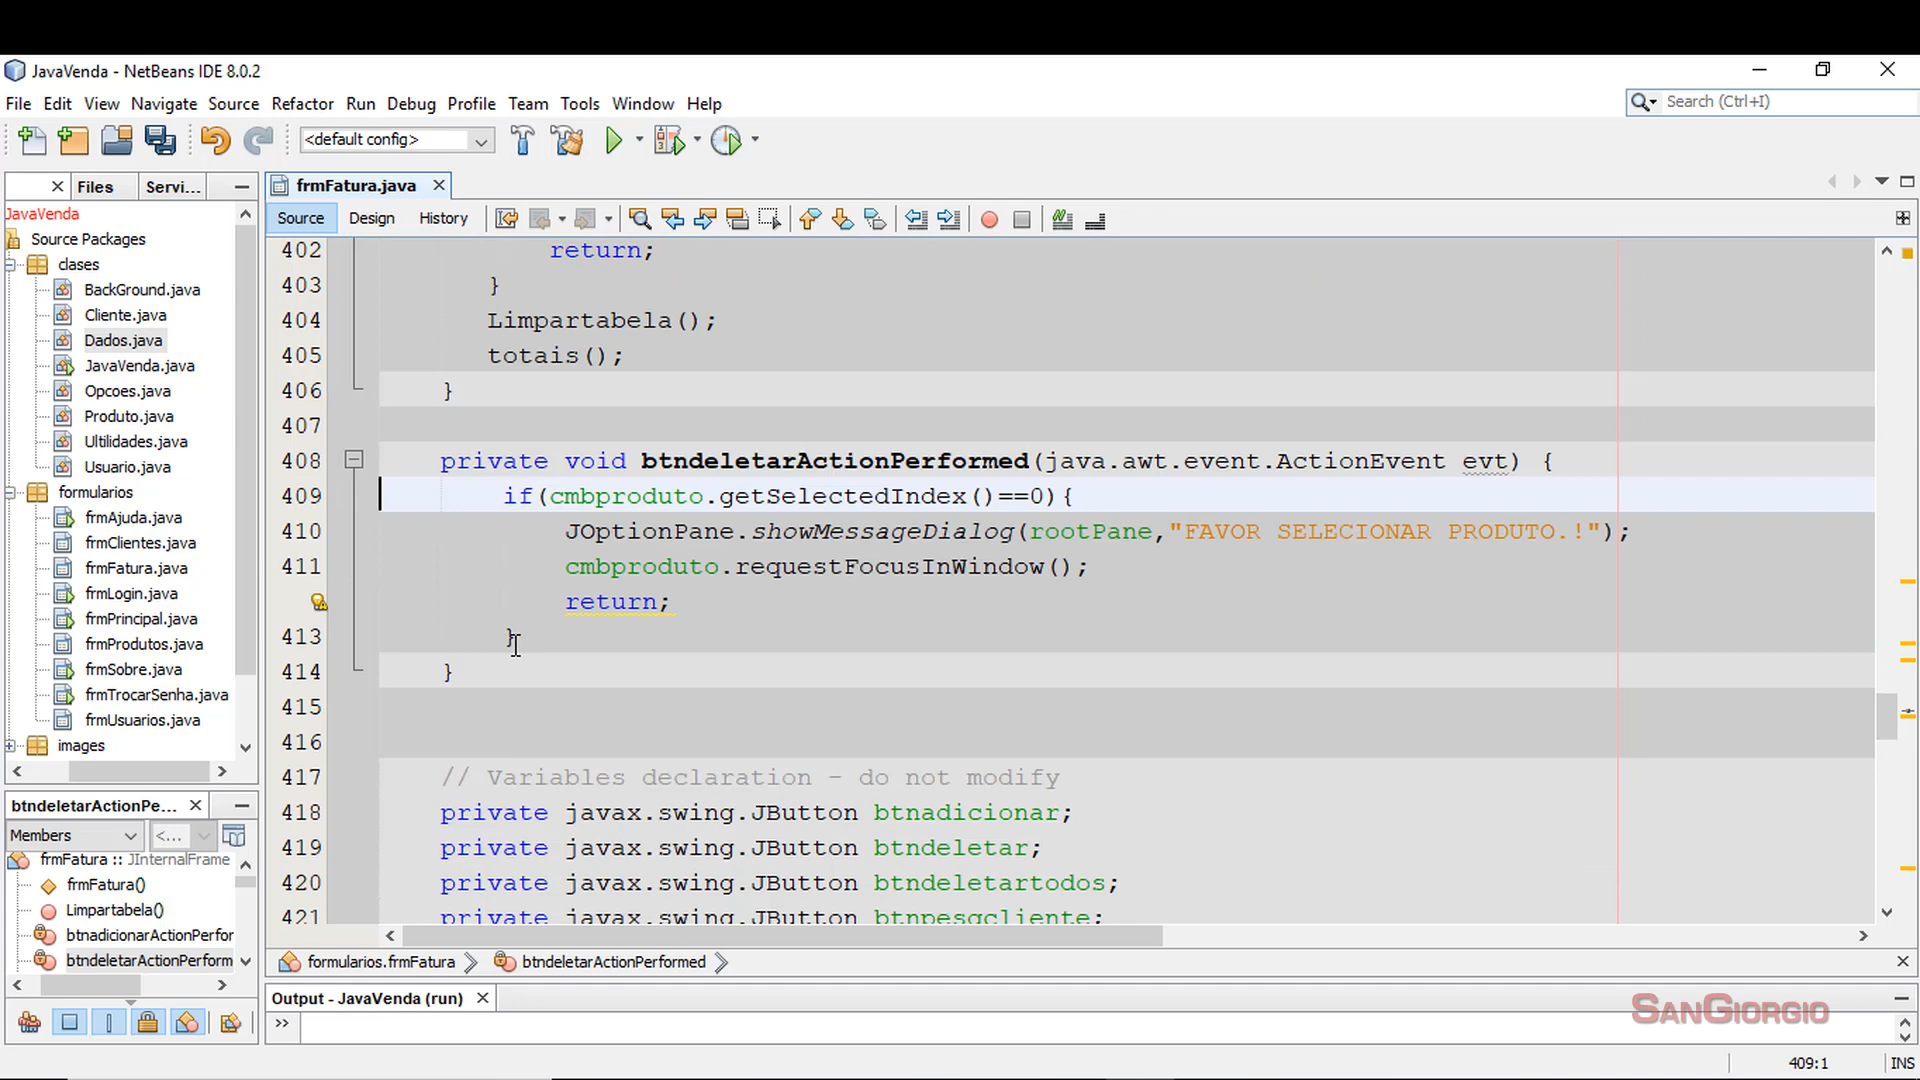 JavaVenda - NetBeans IDE 8.0.2
File Edit View Navigate Source Refactor Run Debug Profile Team Tools Window Help
Search (Ctrl+I)
<default config>
Files
Servi...
frmFatura.java
Source Design History
JavaVenda
Source Packages
clases
BackGround.java
Cliente.java
Dados.java
JavaVenda.java
Opcoes.java
Produto.java
Ultilidades.java
Usuario.java
formularios
frmAjuda.java
frmClientes.java
frmFatura.java
frmLogin.java
frmPrincipal.java
frmProdutos.java
frmSobre.java
frmTrocarSenha.java
frmUsuarios.java
images
btndeletarActionPe...
Members
<...
frmFatura :: JInternalFrame
frmFatura()
Limpartabela()
btnadicionarActionPerfor
btndeletarActionPerform
402 return;
403 }
404 Limpartabela();
405 totais();
406 }
407
408 private void btndeletarActionPerformed(java.awt.event.ActionEvent evt) {
409 if(cmbproduto.getSelectedIndex()==0){
410 JOptionPane.showMessageDialog(rootPane,"FAVOR SELECIONAR PRODUTO.!");
411 cmbproduto.requestFocusInWindow();
return;
413 }
414 }
415
416
417 // Variables declaration - do not modify
418 private javax.swing.JButton btnadicionar;
419 private javax.swing.JButton btndeletar;
420 private javax.swing.JButton btndeletartodos;
421 private javax.swing.JButton btnpesqcliente;
formularios.frmFatura
btndeletarActionPerformed
Output - JavaVenda (run)
SANGIORGIO
409:1
INS